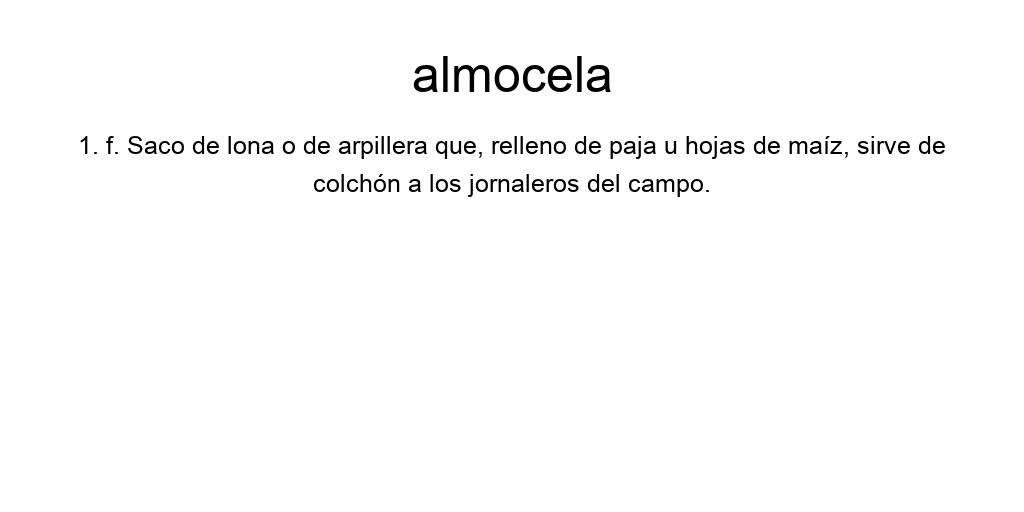 almocela
1. f. Saco de lona o de arpillera que, relleno de paja u hojas de maíz, sirve de
colchón a los jornaleros del campo.